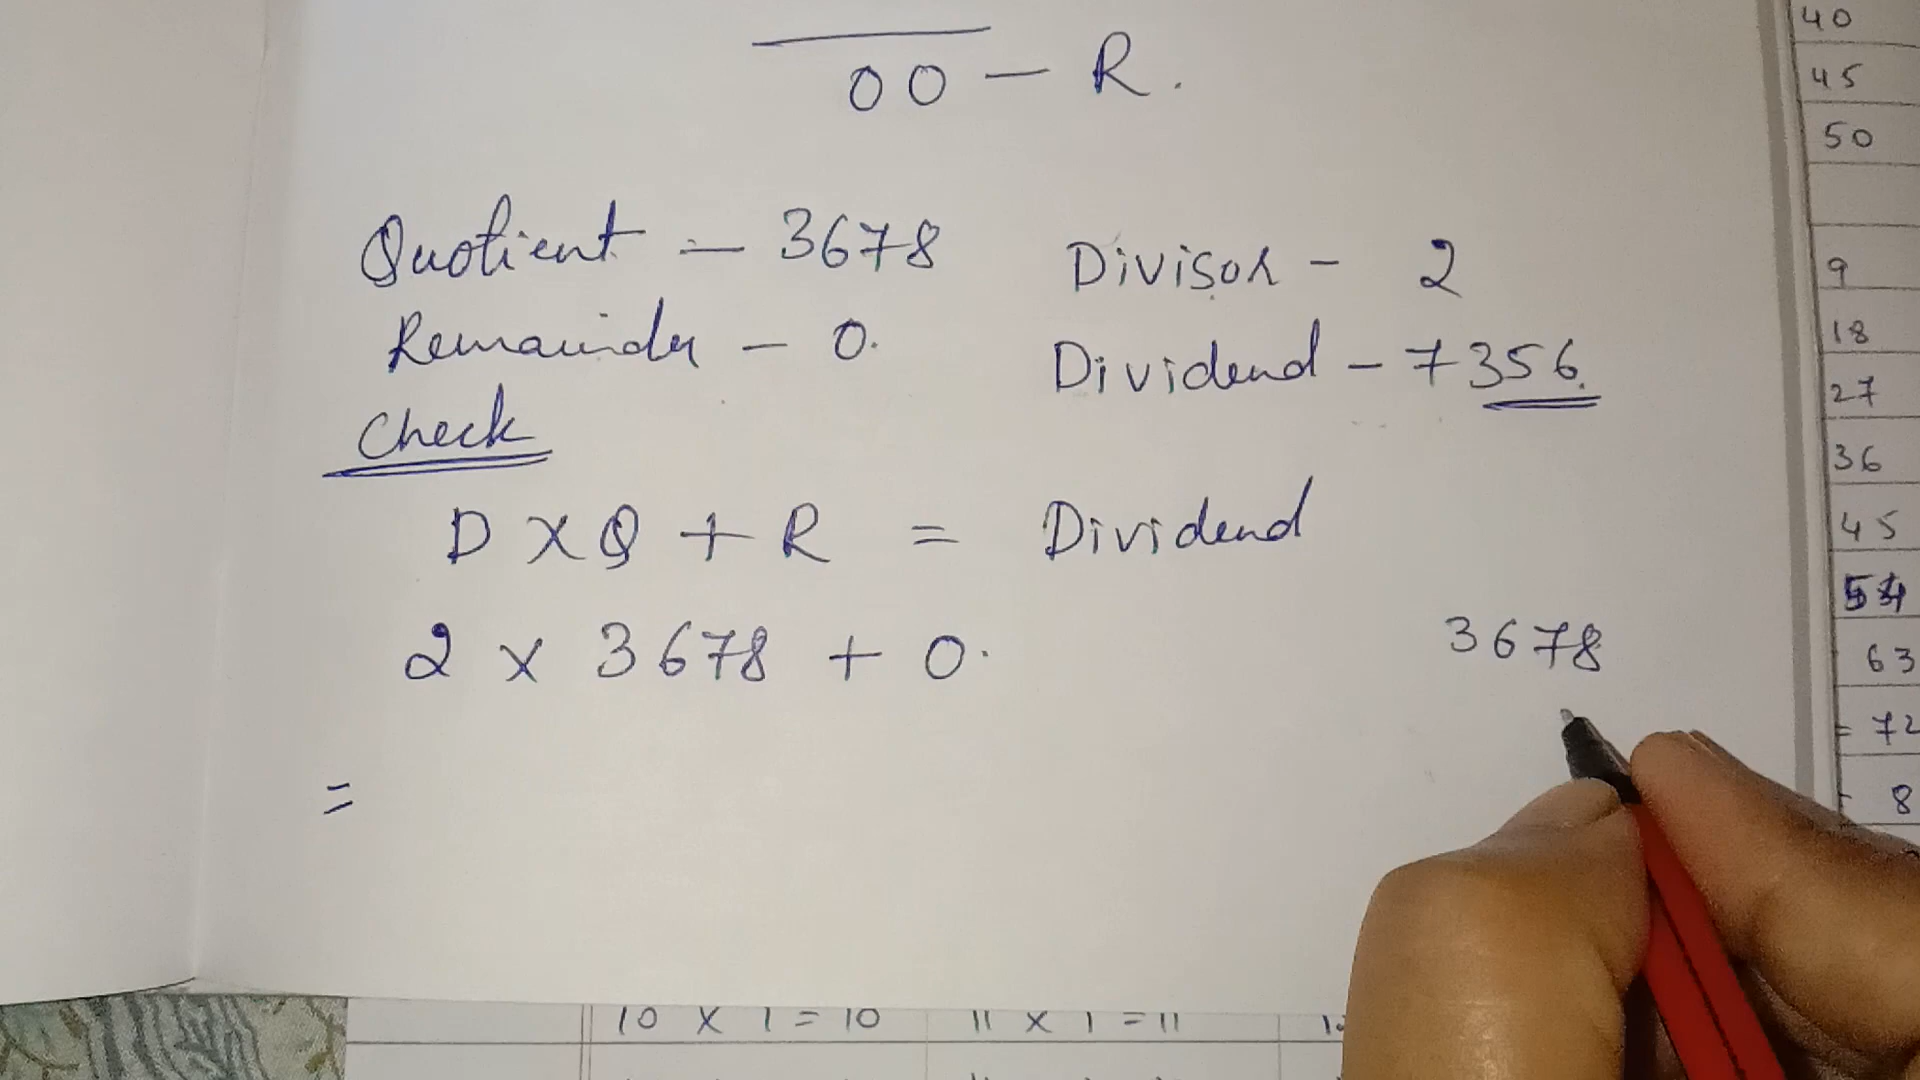 00 – R.
Quotient – 3678
Divisor – 2
Remainder – 0.
Dividend – 7356.
Check
D x Q + R = Dividend
2 x 3678 + 0.
3678
=
40
45
50
9
18
27
36
45
54
63
= 72
8
10 x 1 = 10
11 x 1 = 11